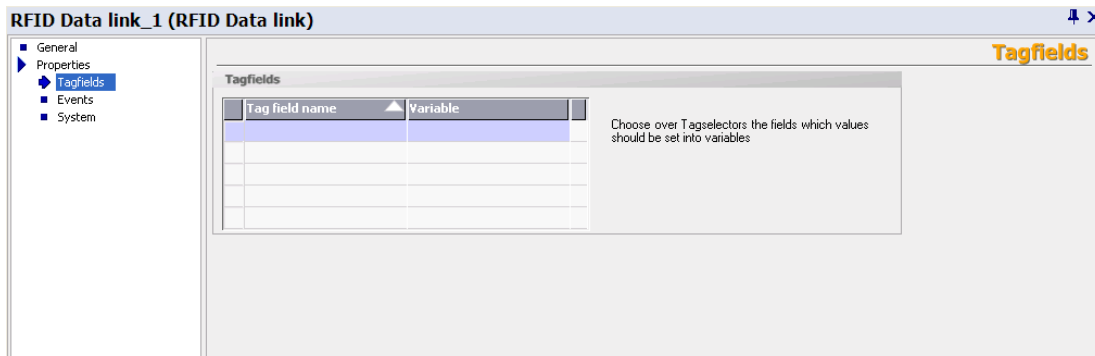 RFID Data link_1 (RFID Data link)
General
Properties
Tagfields
Events
System
Tagfields
Tagfields
Tag field name Variable
Choose over Tagselectors the fields which values
should be set into variables